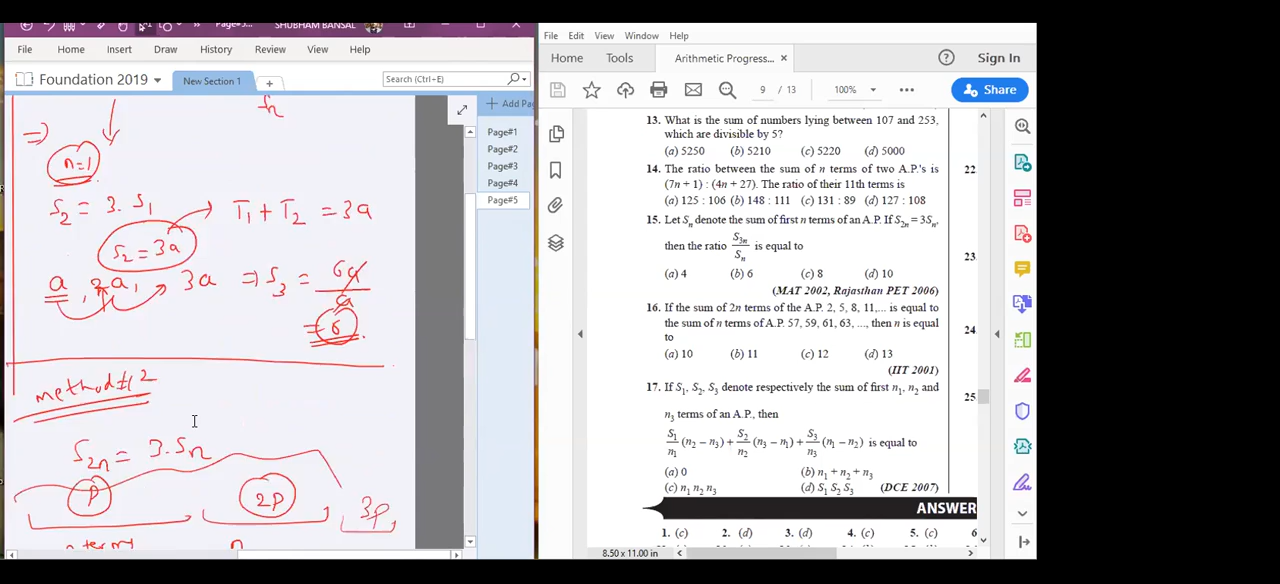 SHUBHAM BANSAL
File Home Insert Draw History Review View Help
Foundation 2019 New Section 1 + Search (Ctrl+E)
Add Pa
Page#1
Page#2
Page#3
Page#4
Page#5
=>
n=1
S2 = 3.S1 T1+T2 = 3a
S2 = 3a
a, 2a, 3a => S3 = 6a/a
= 6
method#2
S2n = 3.Sn
p 2p 3p
n terms n
File Edit View Window Help
Home Tools Arithmetic Progress... × ? Sign In
9 / 13 100% Share
13. What is the sum of numbers lying between 107 and 253,
which are divisible by 5?
(a) 5250 (b) 5210 (c) 5220 (d) 5000
14. The ratio between the sum of n terms of two A.P.'s is
(7n + 1) : (4n + 27). The ratio of their 11th terms is
(a) 125 : 106 (b) 148 : 111 (c) 131 : 89 (d) 127 : 108
15. Let Sn denote the sum of first n terms of an A.P. If S2n = 3Sn,
then the ratio S3n/Sn is equal to
(a) 4 (b) 6 (c) 8 (d) 10
(MAT 2002, Rajasthan PET 2006)
16. If the sum of 2n terms of the A.P. 2, 5, 8, 11,... is equal to
the sum of n terms of A.P. 57, 59, 61, 63, ..., then n is equal
to
(a) 10 (b) 11 (c) 12 (d) 13
(IIT 2001)
17. If S1, S2, S3 denote respectively the sum of first n1, n2 and
n3 terms of an A.P., then
S1/n1 (n2 − n3) + S2/n2 (n3 − n1) + S3/n3 (n1 − n2) is equal to
(a) 0 (b) n1 + n2 + n3
(c) n1 n2 n3 (d) S1 S2 S3 (DCE 2007)
ANSWER
1. (c) 2. (d) 3. (d) 4. (c) 5. (c) 6
22.
23.
24.
25
8.50 x 11.00 in